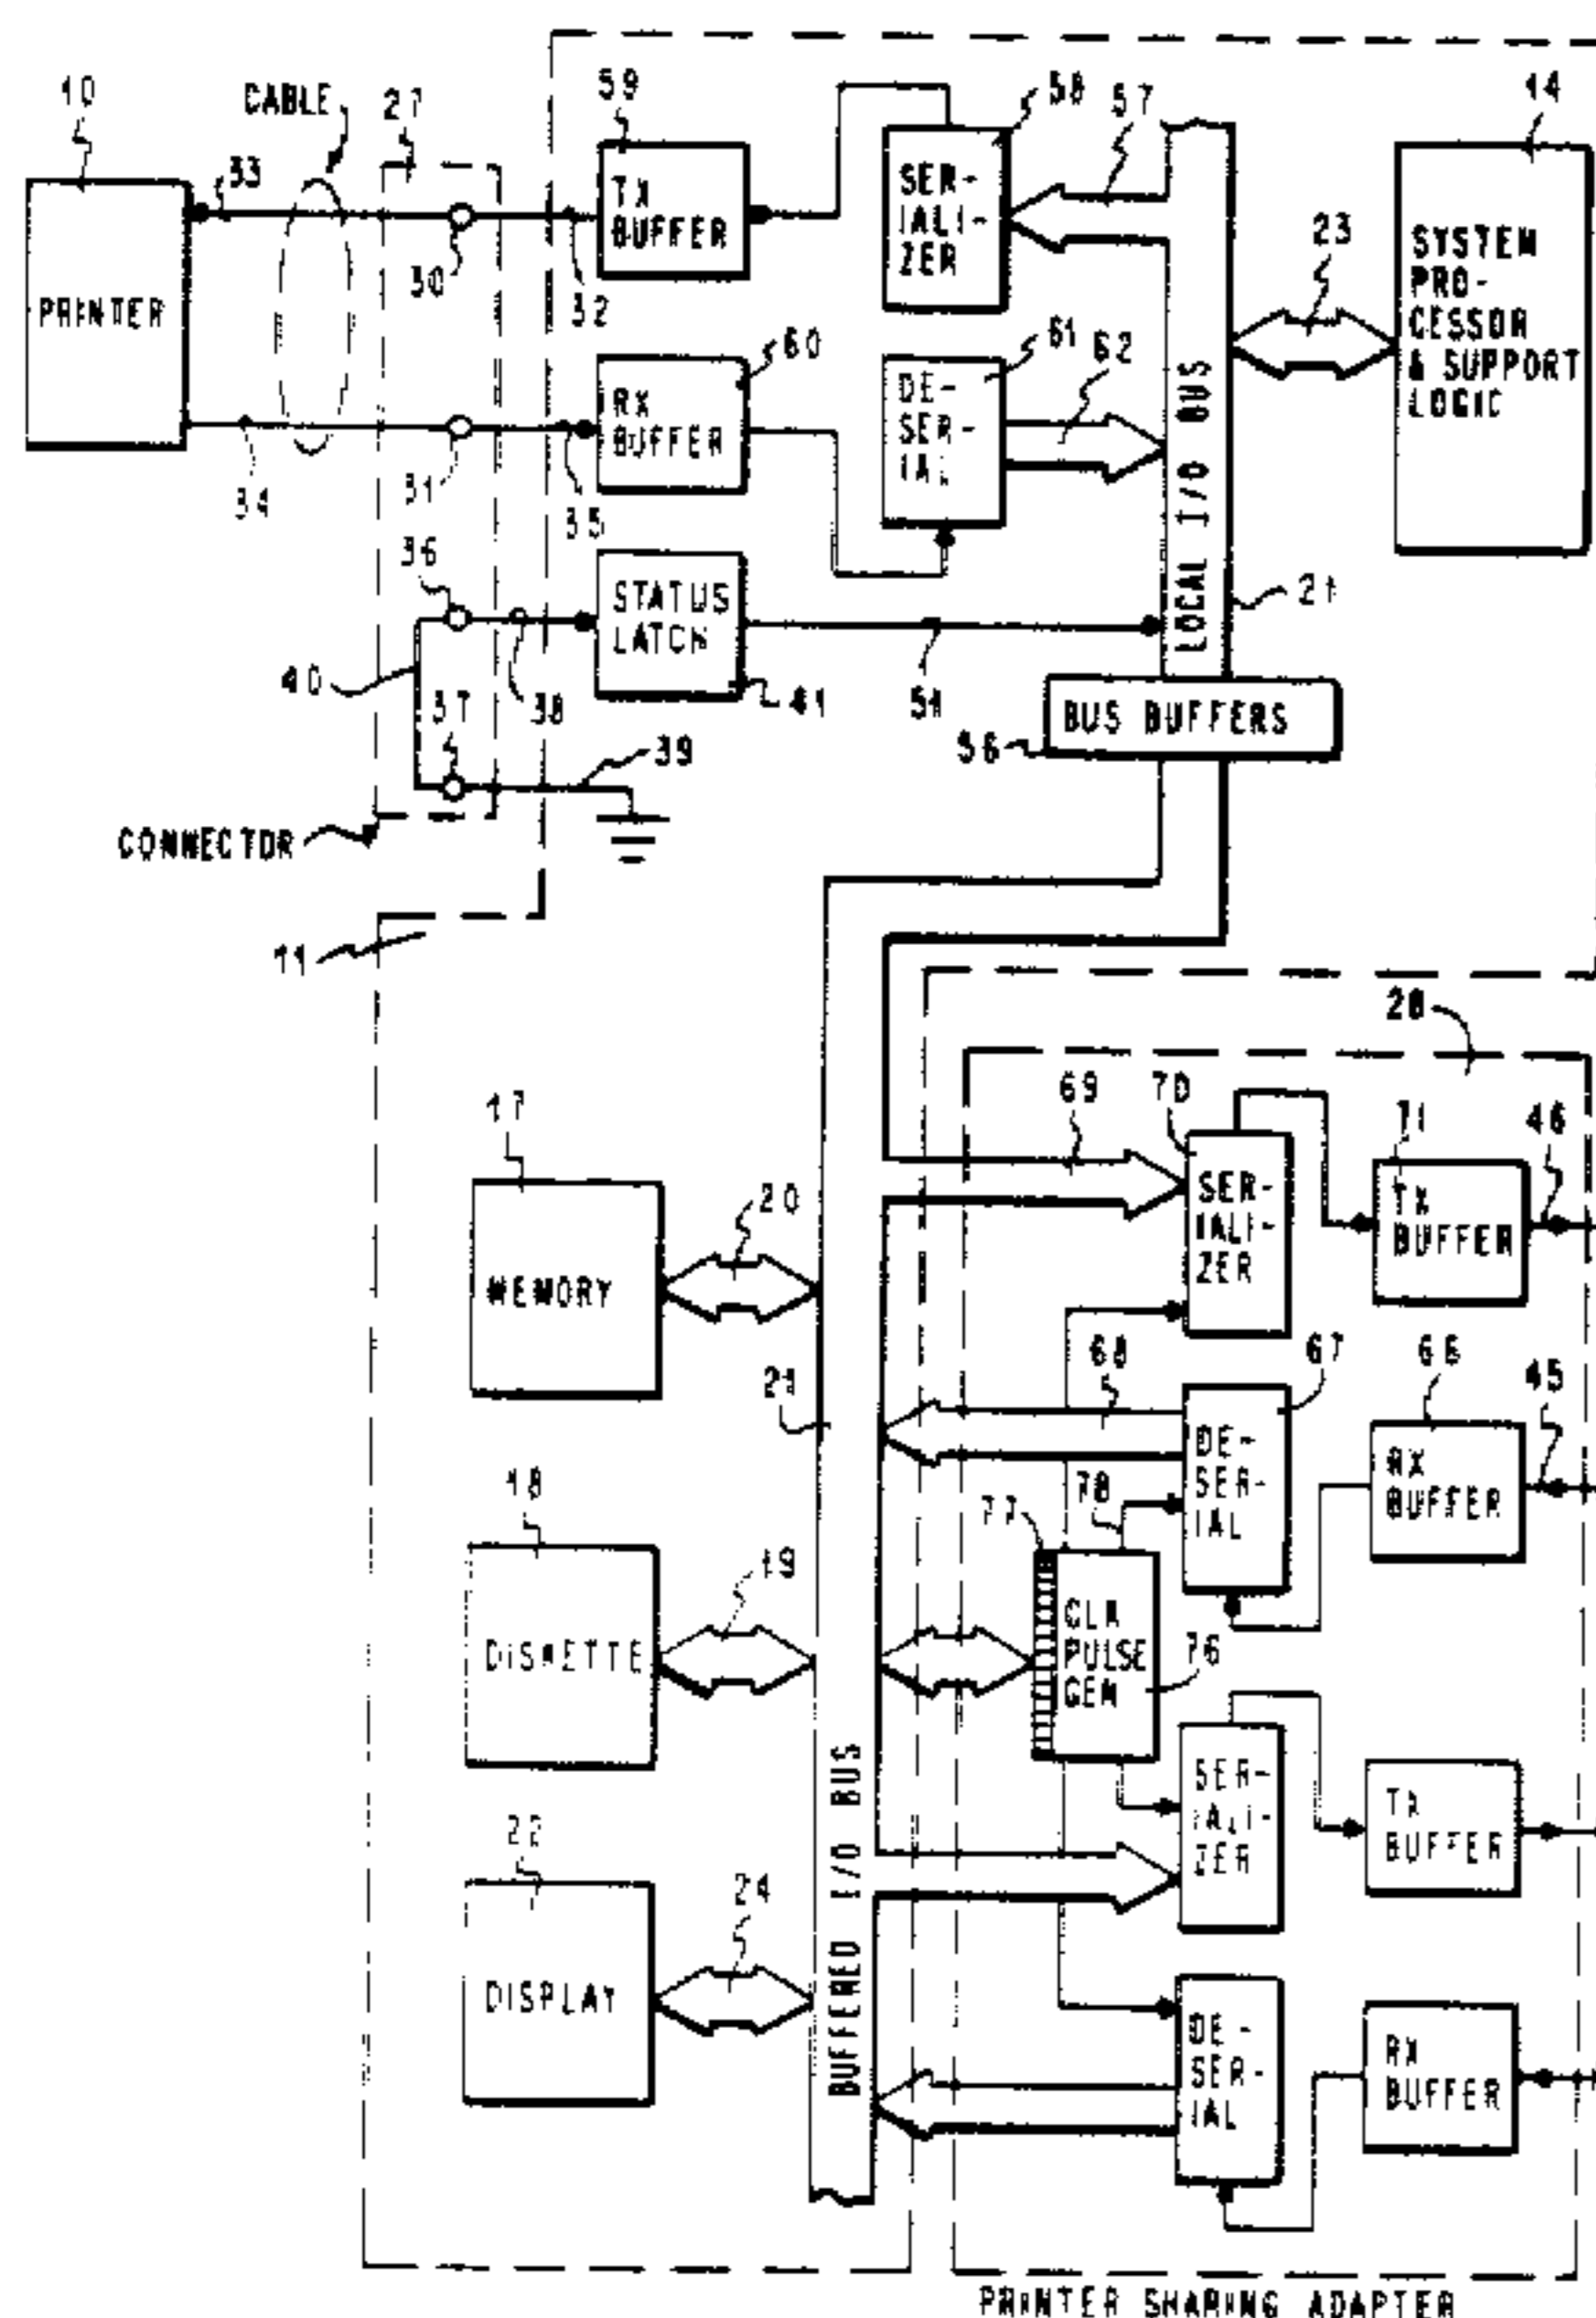 10
CABLE
27
59
58
57
14
33
TX
BUFFER
SER-
IALI-
ZER
PRINTER
30
32
23
SYSTEM
PRO-
CESSOR
& SUPPORT
LOGIC
60
61
62
RX
BUFFER
DE-
SER-
IAL
LOCAL I/O BUS
34
31
35
36
STATUS
LATCH
21
40
37
38
41
54
BUS BUFFERS
56
39
CONNECTOR
11
28
17
69
70
71
46
20
SER-
IALI-
ZER
TX
BUFFER
MEMORY
68
67
66
45
21
DE-
SER-
IAL
RX
BUFFER
18
77
78
19
CLK
PULSE
GEN
76
DISKETTE
SER-
IALI-
ZER
TX
BUFFER
22
24
BUFFERED I/O BUS
DISPLAY
DE-
SER-
IAL
RX
BUFFER
PRINTER SHARING ADAPTER